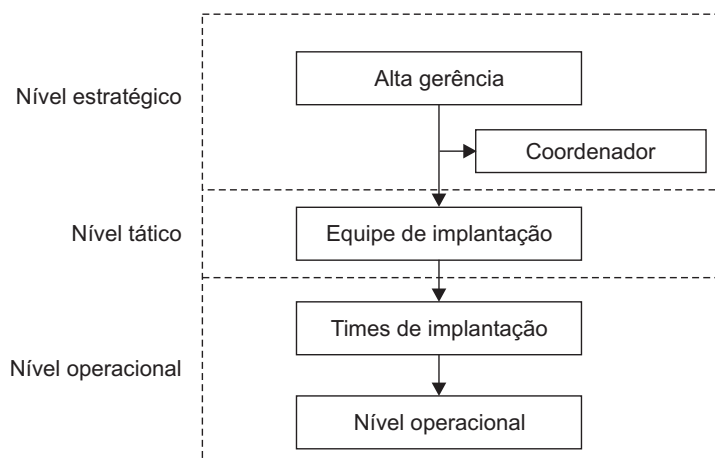 Nível estratégico
Alta gerência
Coordenador
Nível tático
Equipe de implantação
Times de implantação
Nível operacional
Nível operacional